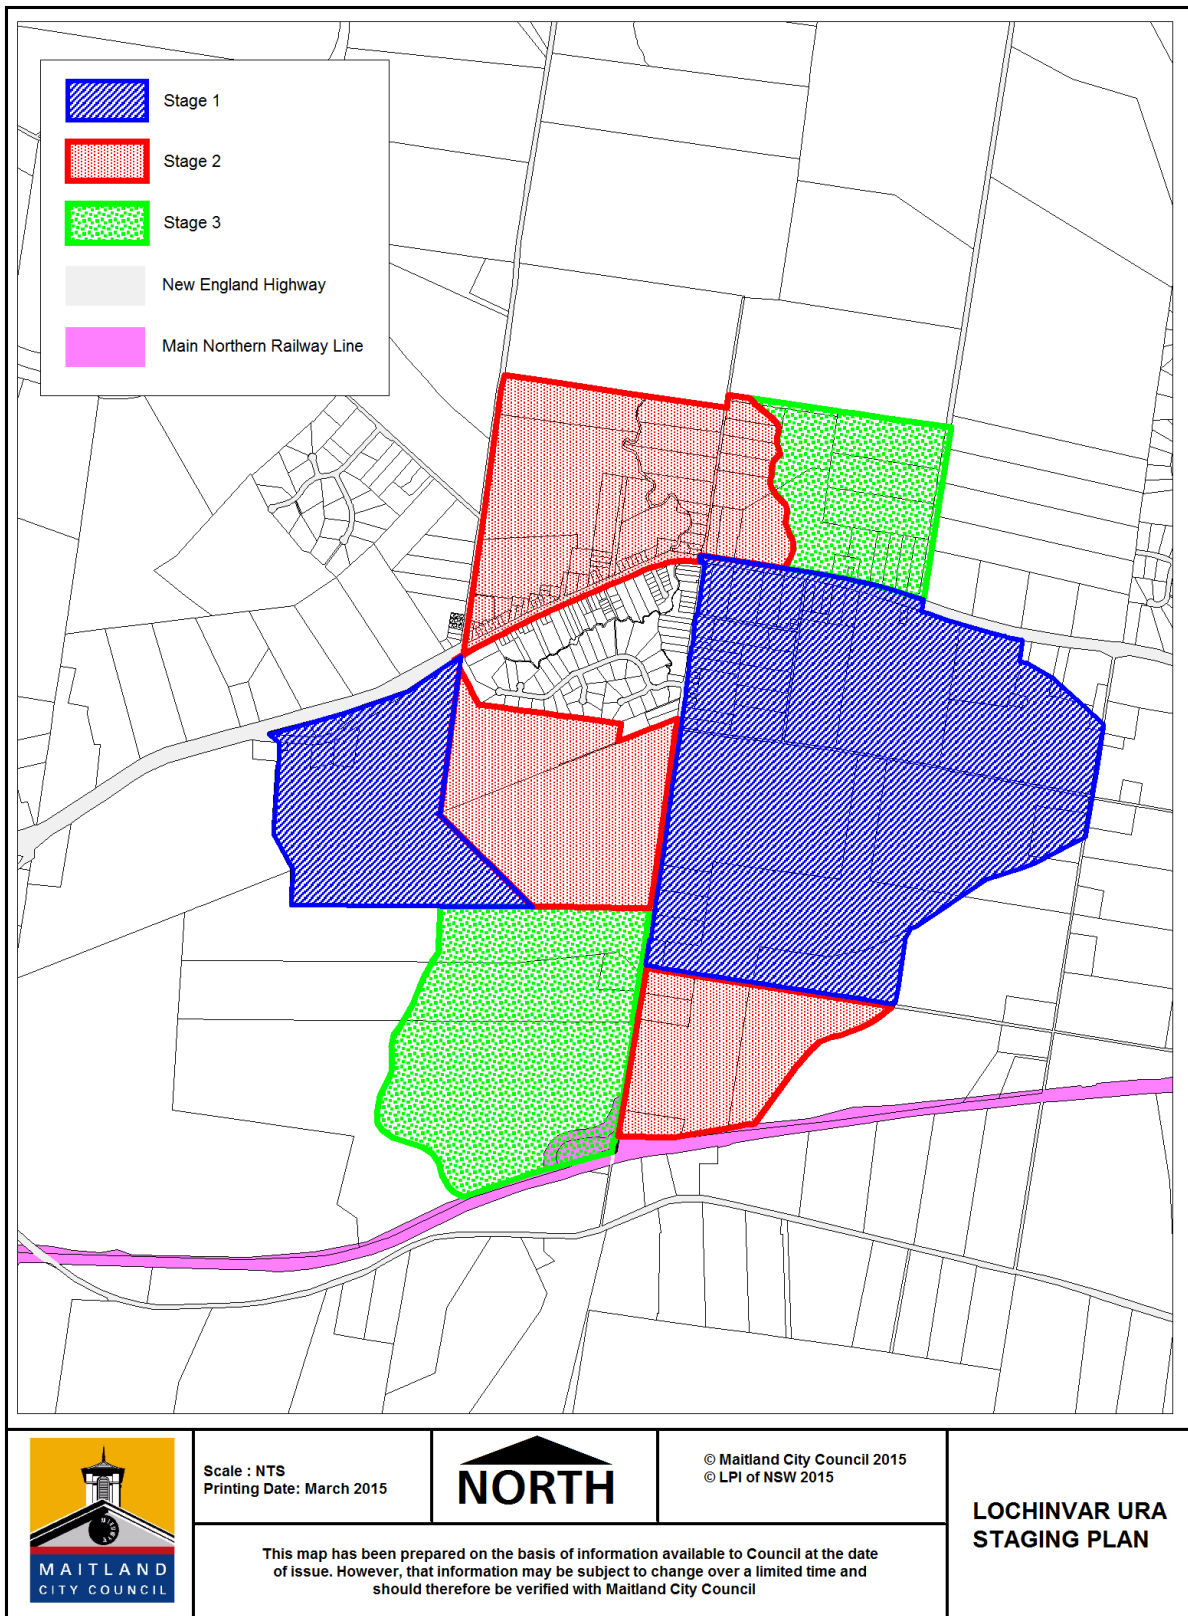 Stage 1
Stage 2
Stage 3
New England Highway
Main Northern Railway Line
MAITLAND
CITY COUNCIL
Scale : NTS
Printing Date: March 2015
NORTH
© Maitland City Council 2015
© LPI of NSW 2015
This map has been prepared on the basis of information available to Council at the date
of issue. However, that information may be subject to change over a limited time and
should therefore be verified with Maitland City Council
LOCHINVAR URA
STAGING PLAN